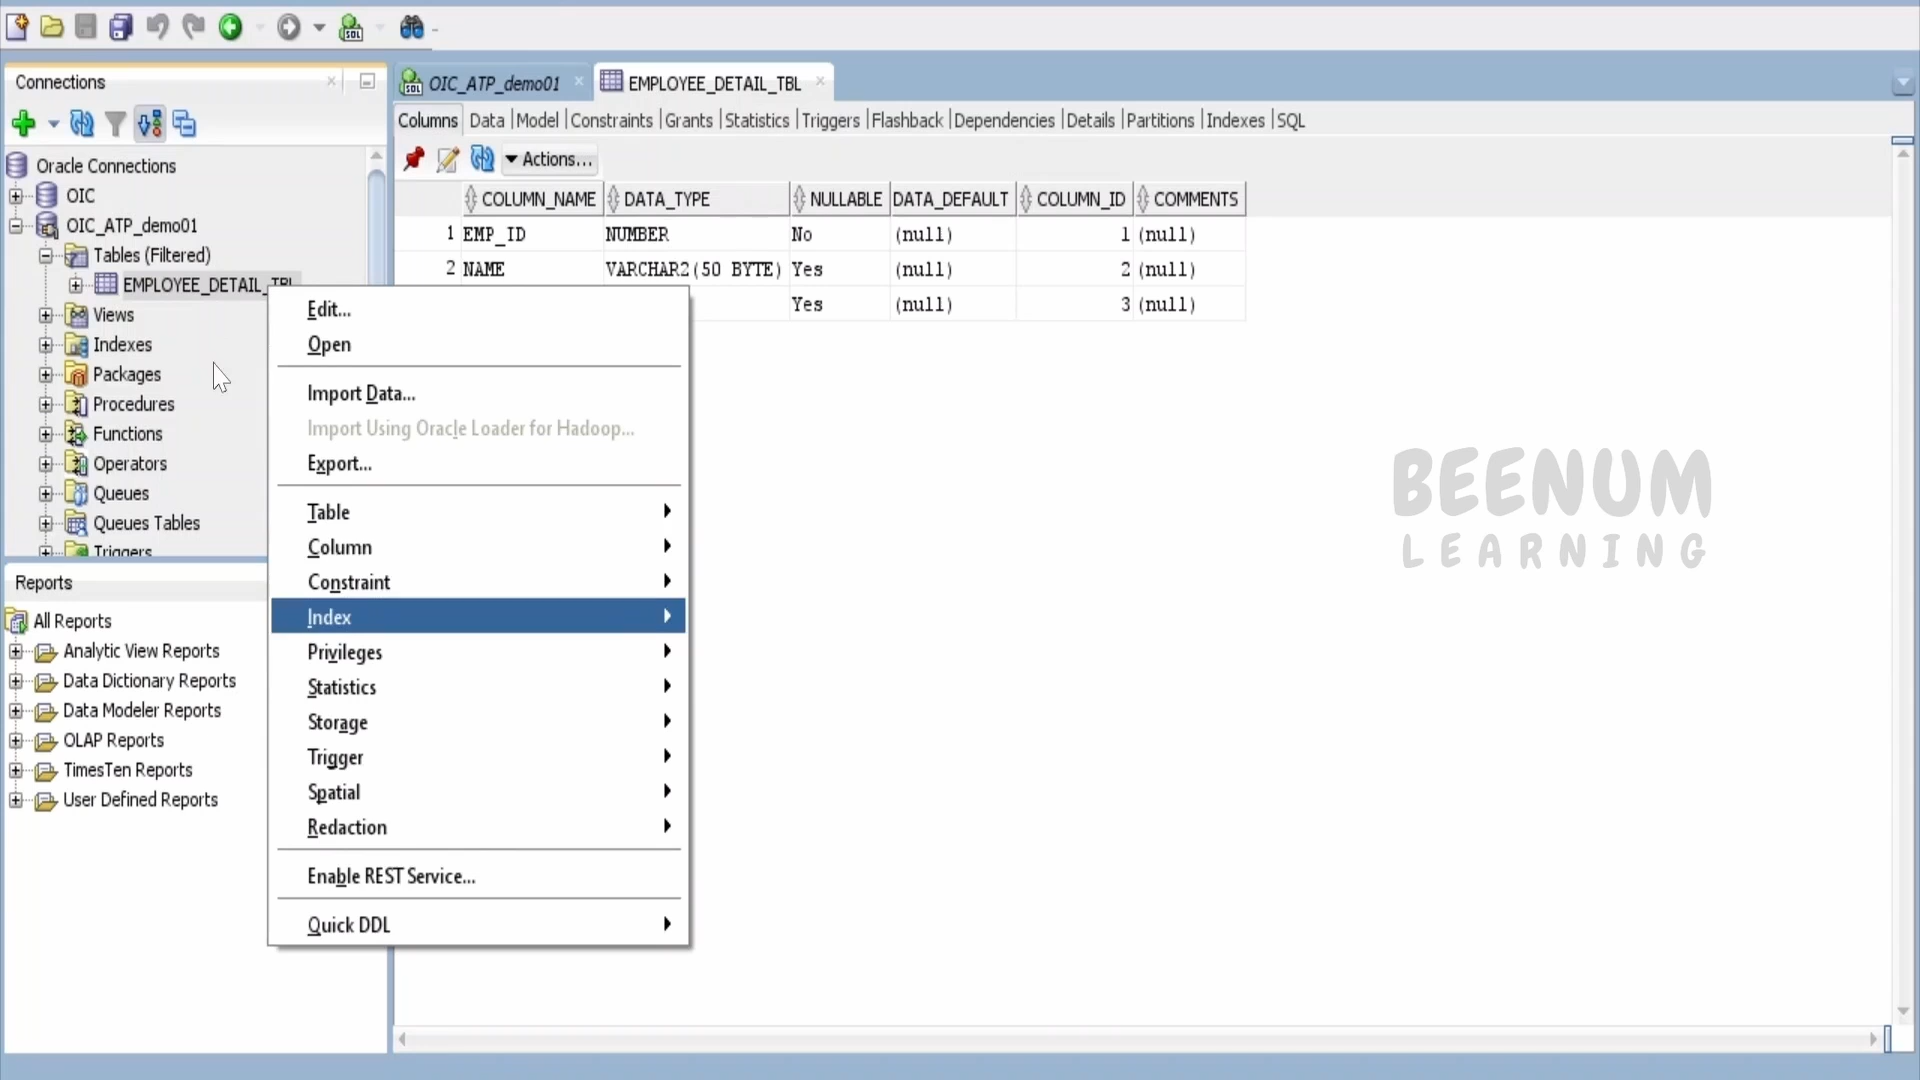 Connections
Oracle Connections
OIC
OIC_ATP_demo01
Tables (Filtered)
EMPLOYEE_DETAIL_TBL
Views
Indexes
Packages
Procedures
Functions
Operators
Queues
Queues Tables
Triggers
Reports
All Reports
Analytic View Reports
Data Dictionary Reports
Data Modeler Reports
OLAP Reports
TimesTen Reports
User Defined Reports
OIC_ATP_demo01
EMPLOYEE_DETAIL_TBL
Columns Data Model Constraints Grants Statistics Triggers Flashback Dependencies Details Partitions Indexes SQL
Actions...
COLUMN_NAME DATA_TYPE NULLABLE DATA_DEFAULT COLUMN_ID COMMENTS
1 EMP_ID NUMBER No (null) 1 (null)
2 NAME VARCHAR2(50 BYTE) Yes (null) 2 (null)
Yes (null) 3 (null)
Edit...
Open
Import Data...
Import Using Oracle Loader for Hadoop...
Export...
Table
Column
Constraint
Index
Privileges
Statistics
Storage
Trigger
Spatial
Redaction
Enable REST Service...
Quick DDL
BEENUM
LEARNING